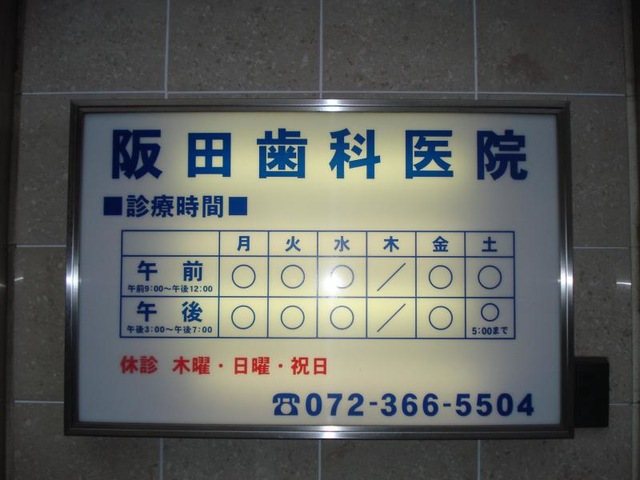 阪田歯科医院
■診療時間■
月 火 水 木 金 土
午前 ○ ○ ○ ／ ○ ○
午前9:00〜午後12:00
午後 ○ ○ ○ ／ ○ ○
午後3:00〜午後7:00 5:00まで
休診 木曜・日曜・祝日
☎072-366-5504